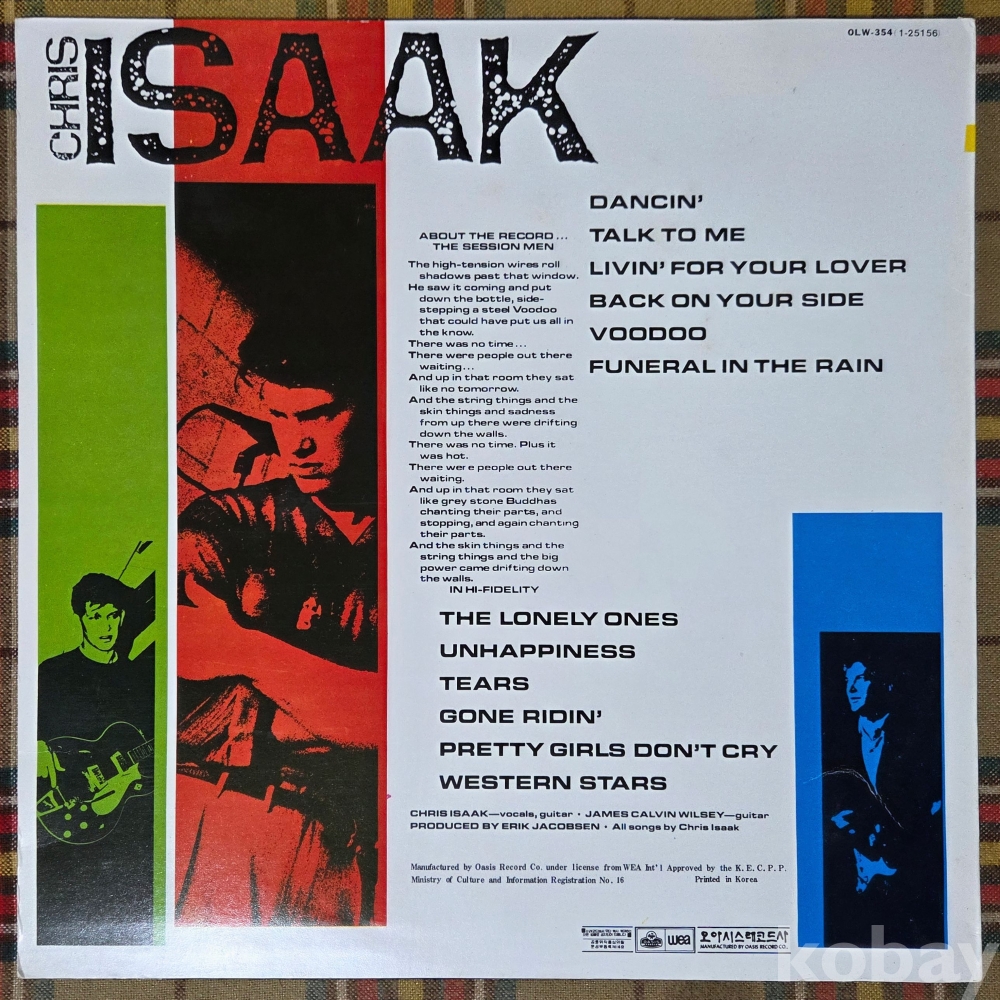 CHRIS
ISAAK
OLW-354 (1-25156)
DANCIN'
TALK TO ME
LIVIN' FOR YOUR LOVER
BACK ON YOUR SIDE
VOODOO
FUNERAL IN THE RAIN
ABOUT THE RECORD...
THE SESSION MEN
The high-tension wires roll
shadows past that window.
He saw it coming and put
down the bottle, side-
stepping a steel Voodoo
that could have put us all in
the know.
There was no time...
There were people out there
waiting...
And up in that room they sat
like no tomorrow.
And the string things and the
skin things and sadness
from up there were drifting
down the walls.
There was no time. Plus it
was hot.
There were people out there
waiting.
And up in that room they sat
like grey stone Buddhas
chanting their parts, and
stopping, and again chanting
their parts.
And the skin things and the
string things and the big
power came drifting down
the walls.
IN HI-FIDELITY
THE LONELY ONES
UNHAPPINESS
TEARS
GONE RIDIN'
PRETTY GIRLS DON'T CRY
WESTERN STARS
CHRIS ISAAK—vocals, guitar • JAMES CALVIN WILSEY—guitar
PRODUCED BY ERIK JACOBSEN • All songs by Chris Isaak
Manufactured by Oasis Record Co. under license from WEA Int'l Approved by the K. E. C. P. P.
Ministry of Culture and Information Registration No. 16 Printed in Korea
wea
오아시스레코드사
MANUFACTURED BY OASIS RECORD CO.
kobay